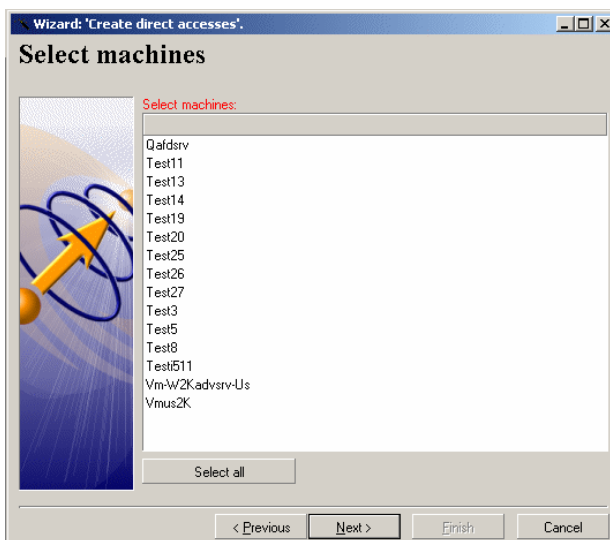 Wizard: 'Create direct accesses'.
Select machines
Select machines:
Qafdsrv
Test11
Test13
Test14
Test19
Test20
Test25
Test26
Test27
Test3
Test5
Test8
Testi511
Vm-W2Kadvsrv-Us
Vmus2K
Select all
< Previous
Next >
Finish
Cancel